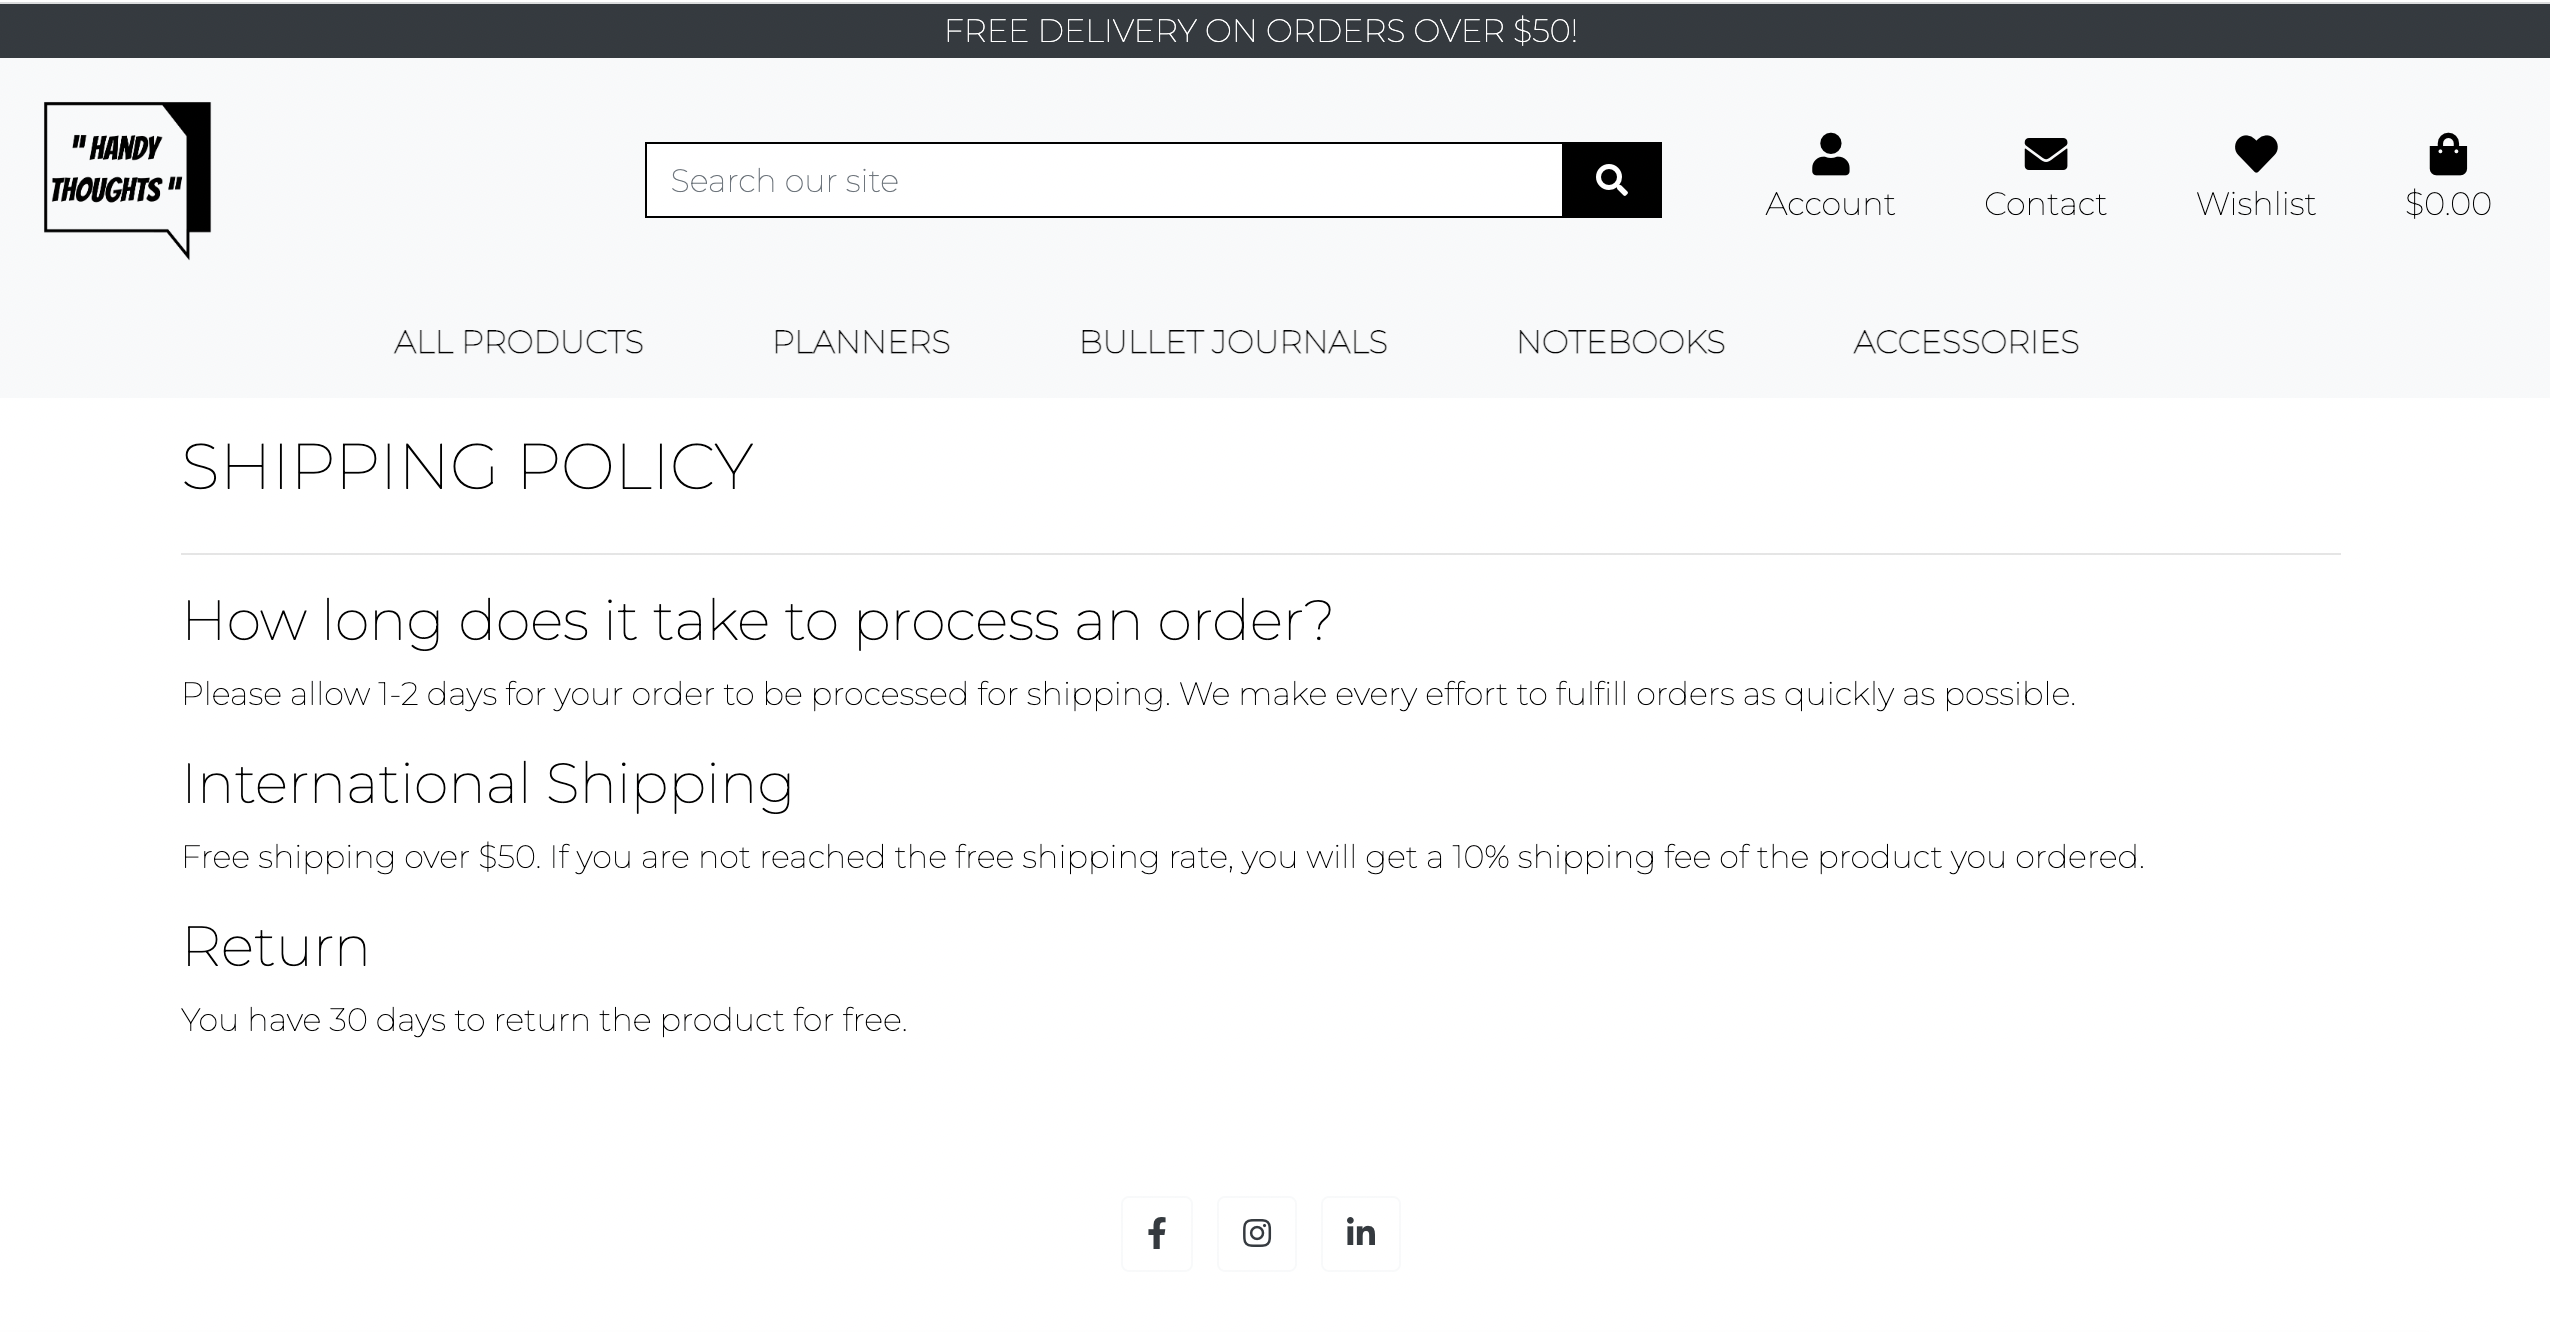 FREE DELIVERY ON ORDERS OVER $50!
" HANDY
THOUGHTS "
Search our site
Account
Contact
Wishlist
$0.00
ALL PRODUCTS
PLANNERS
BULLET JOURNALS
NOTEBOOKS
ACCESSORIES
SHIPPING POLICY
How long does it take to process an order?
Please allow 1-2 days for your order to be processed for shipping. We make every effort to fulfill orders as quickly as possible.
International Shipping
Free shipping over $50. If you are not reached the free shipping rate, you will get a 10% shipping fee of the product you ordered.
Return
You have 30 days to return the product for free.